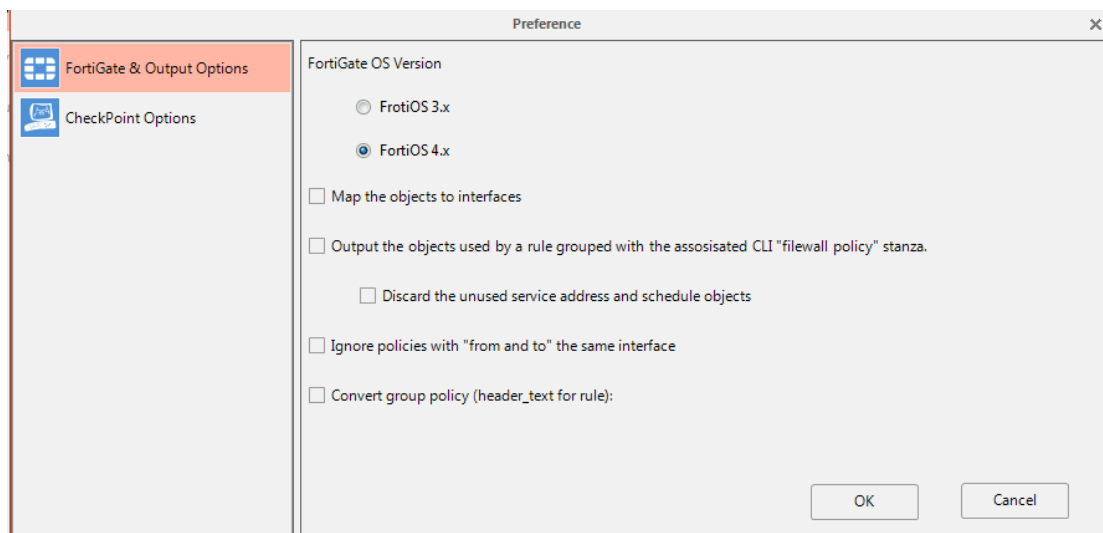 Preference
FortiGate & Output Options
CheckPoint Options
FortiGate OS Version
FrotiOS 3.x
FortiOS 4.x
Map the objects to interfaces
Output the objects used by a rule grouped with the assosisated CLI "filewall policy" stanza.
Discard the unused service address and schedule objects
Ignore policies with "from and to" the same interface
Convert group policy (header_text for rule):
OK Cancel